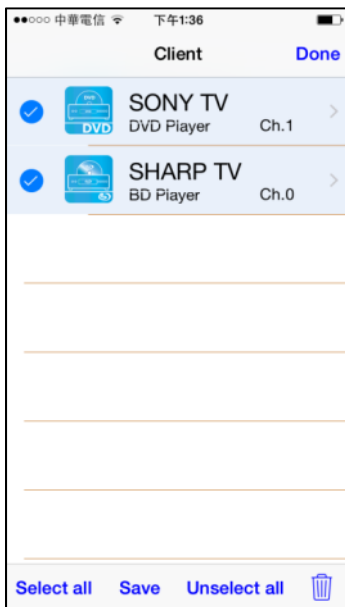 中華電信 下午1:36
Client Done
SONY TV
DVD Player Ch.1
DVD
SHARP TV
BD Player Ch.0
Select all Save Unselect all